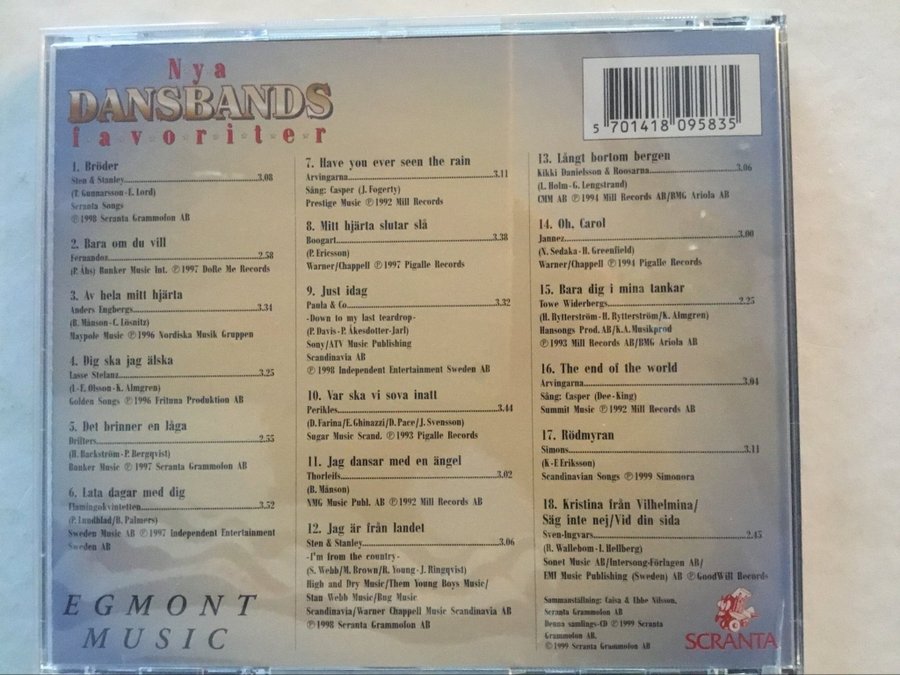 Nya
DANSBANDS
favoriter
5 701418 095835
1. Bröder
Sten & Stanley 3.08
(T. Gunnarsson-E. Lord)
Scranta Songs
℗1998 Scranta Grammofon AB
2. Bara om du vill
Fernandoz 2.58
(P. Åhs) Bunker Music Int. ℗1997 DoRe Me Records
3. Av hela mitt hjärta
Anders Engbergs 3.34
(B. Månson-C. Lösnitz)
Maypole Music ℗1996 Nordiska Musik Gruppen
4. Dig ska jag älska
Lasse Stefanz 3.25
(I.-E. Olsson-K. Almgren)
Golden Songs ℗1996 Frituna Produktion AB
5. Det brinner en låga
Drifters 2.55
(H. Backström-P. Bergqvist)
Bunker Music ℗1997 Scranta Grammofon AB
6. Lata dagar med dig
Flamingokvintetten 3.52
(P. Lundblad/B. Palmers)
Sweden Music AB ℗1997 Independent Entertainment
Sweden AB
7. Have you ever seen the rain
Arvingarna 3.11
Sång: Casper (J. Fogerty)
Prestige Music ℗1992 Mill Records
8. Mitt hjärta slutar slå
Boogart 3.38
(P. Ericsson)
Warner/Chappell ℗1997 Pigalle Records
9. Just idag
Paula & Co 3.32
-Down to my last teardrop-
(P. Davis-P. Åkesdotter-Jarl)
Sony/ATV Music Publishing
Scandinavia AB
℗1998 Independent Entertainment Sweden AB
10. Var ska vi sova inatt
Perikles 3.44
(D. Farina/E. Ghinazzi/D. Pace/J. Svensson)
Sugar Music Scand. ℗1993 Pigalle Records
11. Jag dansar med en ängel
Thorleifs 3.02
(B. Månson)
NMG Music Publ. AB ℗1992 Mill Records AB
12. Jag är från landet
Sten & Stanley 3.06
-I'm from the country-
(S. Webb/M. Brown/R. Young-J. Ringqvist)
High and Dry Music/Them Young Boys Music/
Stan Webb Music/Bug Music
Scandinavia/Warner Chappell Music Scandinavia AB
℗1998 Scranta Grammofon AB
13. Långt bortom bergen
Kikki Danielsson & Roosarna 3.06
(L. Holm-G. Lengstrand)
CMM AB ℗1994 Mill Records AB/BMG Ariola AB
14. Oh, Carol
Jannez 3.00
(N. Sedaka-H. Greenfield)
Warner/Chappell ℗1994 Pigalle Records
15. Bara dig i mina tankar
Towe Widerbergs 2.25
(H. Rytterström/H. Rytterström/K. Almgren)
Hansongs Prod. AB/K.A. Musikprod
℗1993 Mill Records AB/BMG Ariola AB
16. The end of the world
Arvingarna 3.04
Sång: Casper (Dee-King)
Summit Music ℗1992 Mill Records AB
17. Rödmyran
Simons 3.11
(K-F Eriksson)
Scandinavian Songs ℗1999 Simonora
18. Kristina från Vilhelmina/
Säg inte nej/Vid din sida
Sven-Ingvars 2.45
(R. Wallebom-I. Hellberg)
Sonet Music AB/Intersong-Förlagen AB/
EMI Music Publishing (Sweden) AB ℗GoodWill Records
Sammanställning: Caisa & Ebbe Nilsson,
Scranta Grammofon AB
Denna samlings-CD ℗1999 Scranta
Grammofon AB.
©1999 Scranta Grammofon AB
EGMONT
MUSIC
SCRANTA